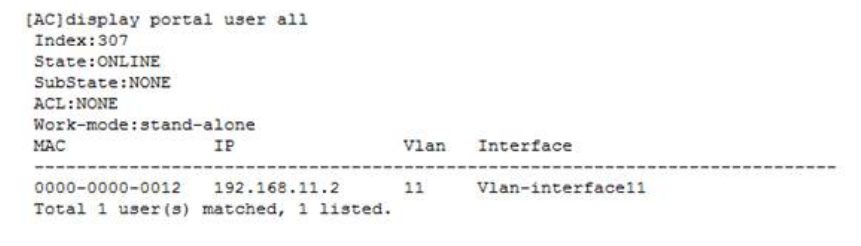 [AC]display portal user all
Index:307
State:ONLINE
SubState:NONE
ACL:NONE
Work-mode:stand-alone
MAC IP Vlan Interface
---------------------------------------------------------------------------
0000-0000-0012 192.168.11.2 11 Vlan-interface11
Total 1 user(s) matched, 1 listed.